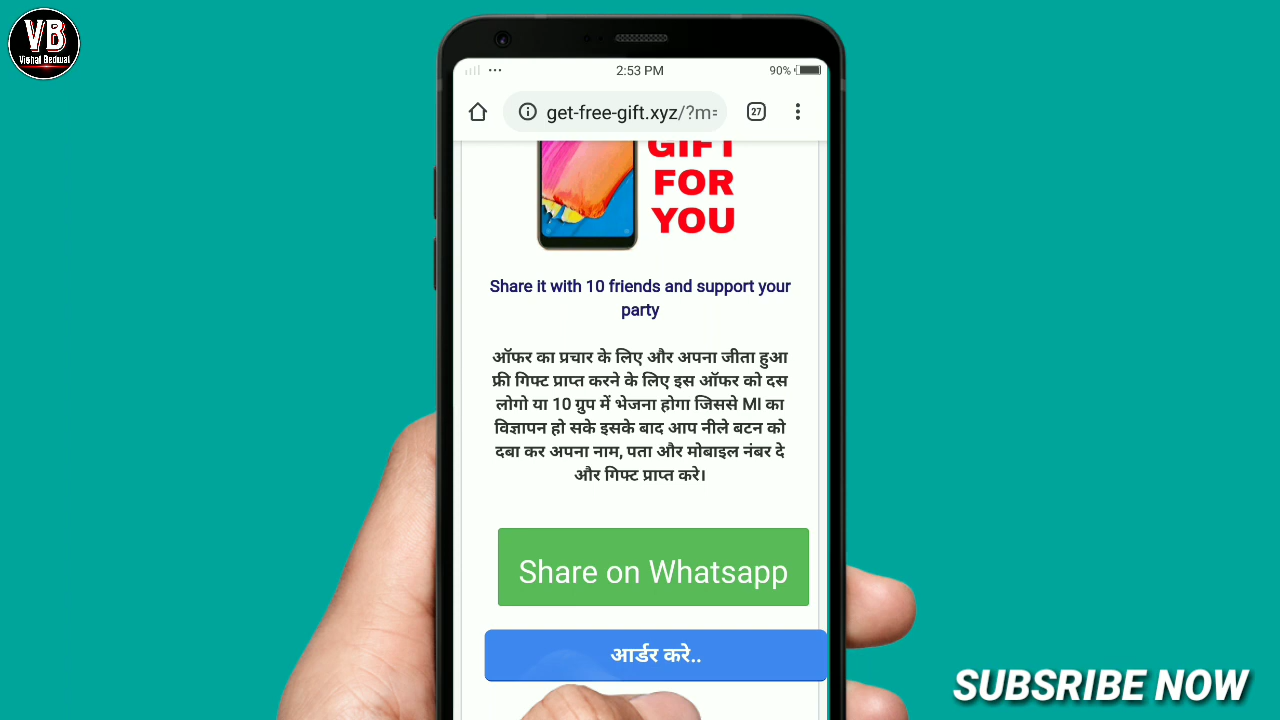 VB
Vishal Bedwal
2:53 PM
90%
get-free-gift.xyz/?m=
27
GIFT
FOR
YOU
Share it with 10 friends and support your
party
ऑफर का प्रचार के लिए और अपना जीता हुआ
फ्री गिफ्ट प्राप्त करने के लिए इस ऑफर को दस
लोगो या 10 ग्रुप में भेजना होगा जिससे MI का
विज्ञापन हो सके इसके बाद आप नीले बटन को
दबा कर अपना नाम, पता और मोबाइल नंबर दे
और गिफ्ट प्राप्त करे।
Share on Whatsapp
आर्डर करे..
SUBSRIBE NOW